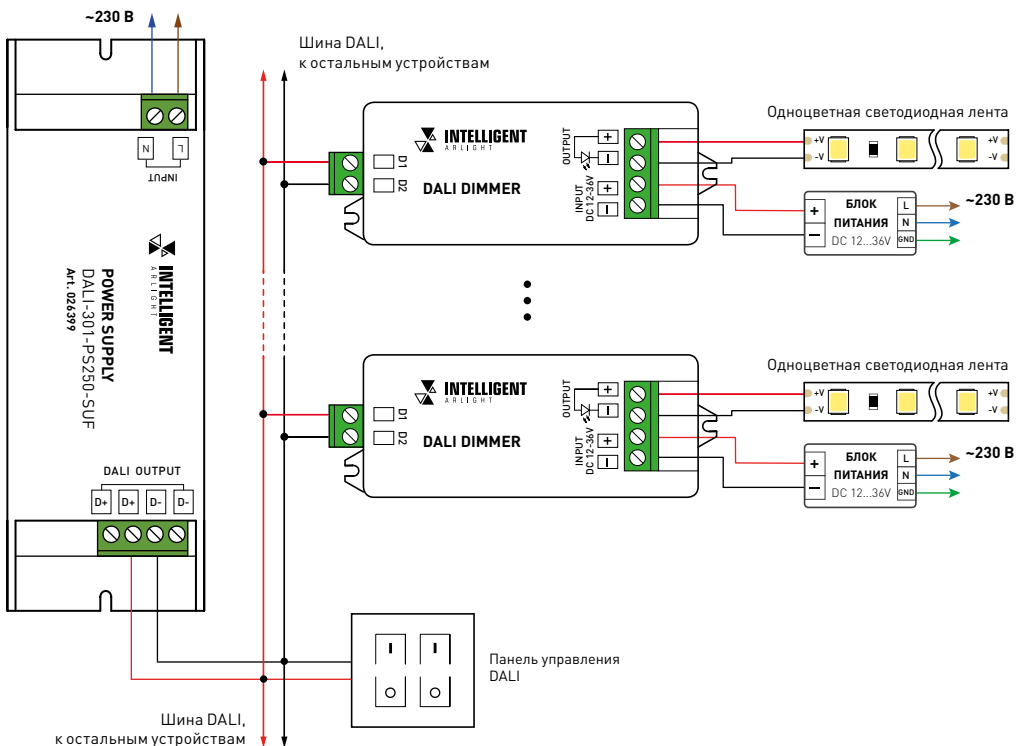 ~230 В
N
L
INPUT
INTELLIGENT
ARLIGHT
POWER SUPPLY
DALI-301-PS250-SUF
Art. 026399
DALI OUTPUT
D+
D+
D-
D-
Шина DALI,
к остальным устройствам
D1
D2
INTELLIGENT
ARLIGHT
DALI DIMMER
OUTPUT
+
–
INPUT
DC 12-36V
+
–
Одноцветная светодиодная лента
+V
-V
+V
-V
+
–
БЛОК
ПИТАНИЯ
DC 12...36V
L
N
GND
~230 В
D1
D2
INTELLIGENT
ARLIGHT
DALI DIMMER
OUTPUT
+
–
INPUT
DC 12-36V
+
–
Одноцветная светодиодная лента
+V
-V
+V
-V
+
–
БЛОК
ПИТАНИЯ
DC 12...36V
L
N
GND
~230 В
Панель управления
DALI
Шина DALI,
к остальным устройствам